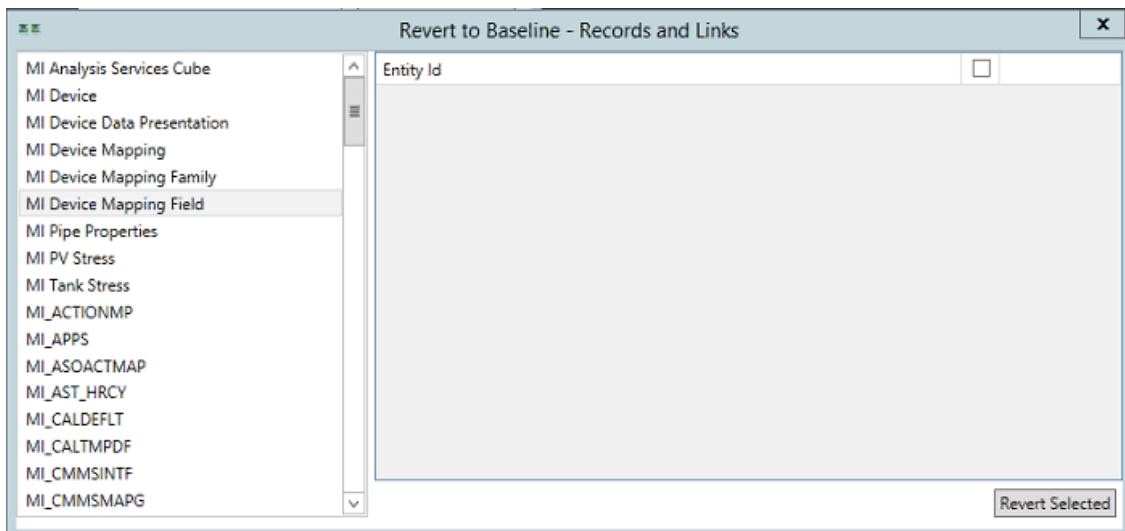 Revert to Baseline - Records and Links
x
MI Analysis Services Cube
MI Device
MI Device Data Presentation
MI Device Mapping
MI Device Mapping Family
MI Device Mapping Field
MI Pipe Properties
MI PV Stress
MI Tank Stress
MI_ACTIONMP
MI_APPS
MI_ASOACTMAP
MI_AST_HRCY
MI_CALDEFLT
MI_CALTMPDF
MI_CMMSINTF
MI_CMMSMAPG
Entity Id
Revert Selected